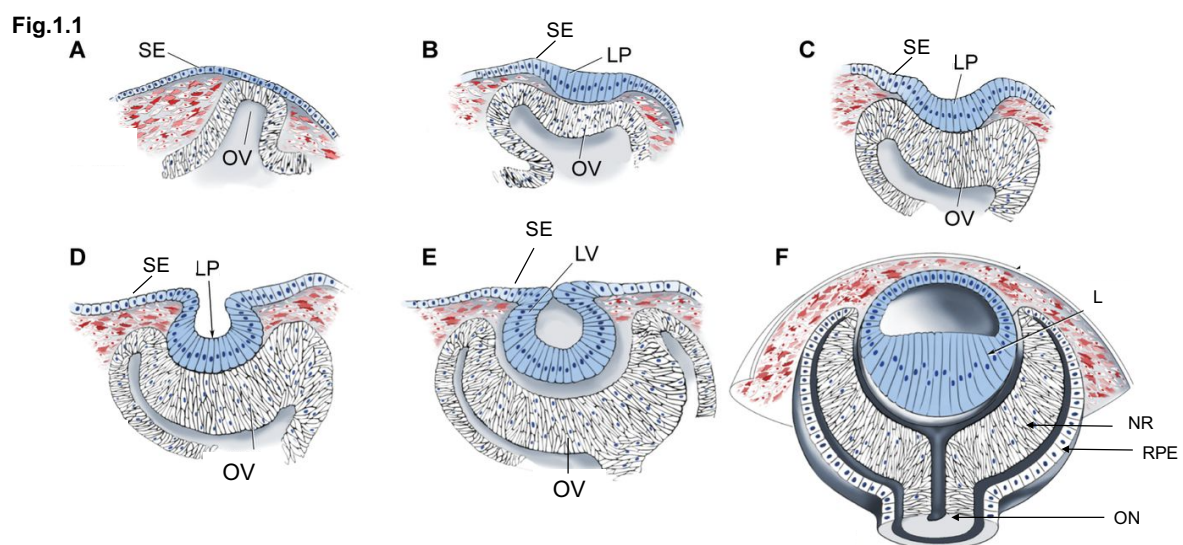 Fig.1.1
A
SE
OV
B
SE
LP
OV
C
SE
LP
OV
D
SE
LP
OV
E
SE
LV
OV
F
L
NR
RPE
ON